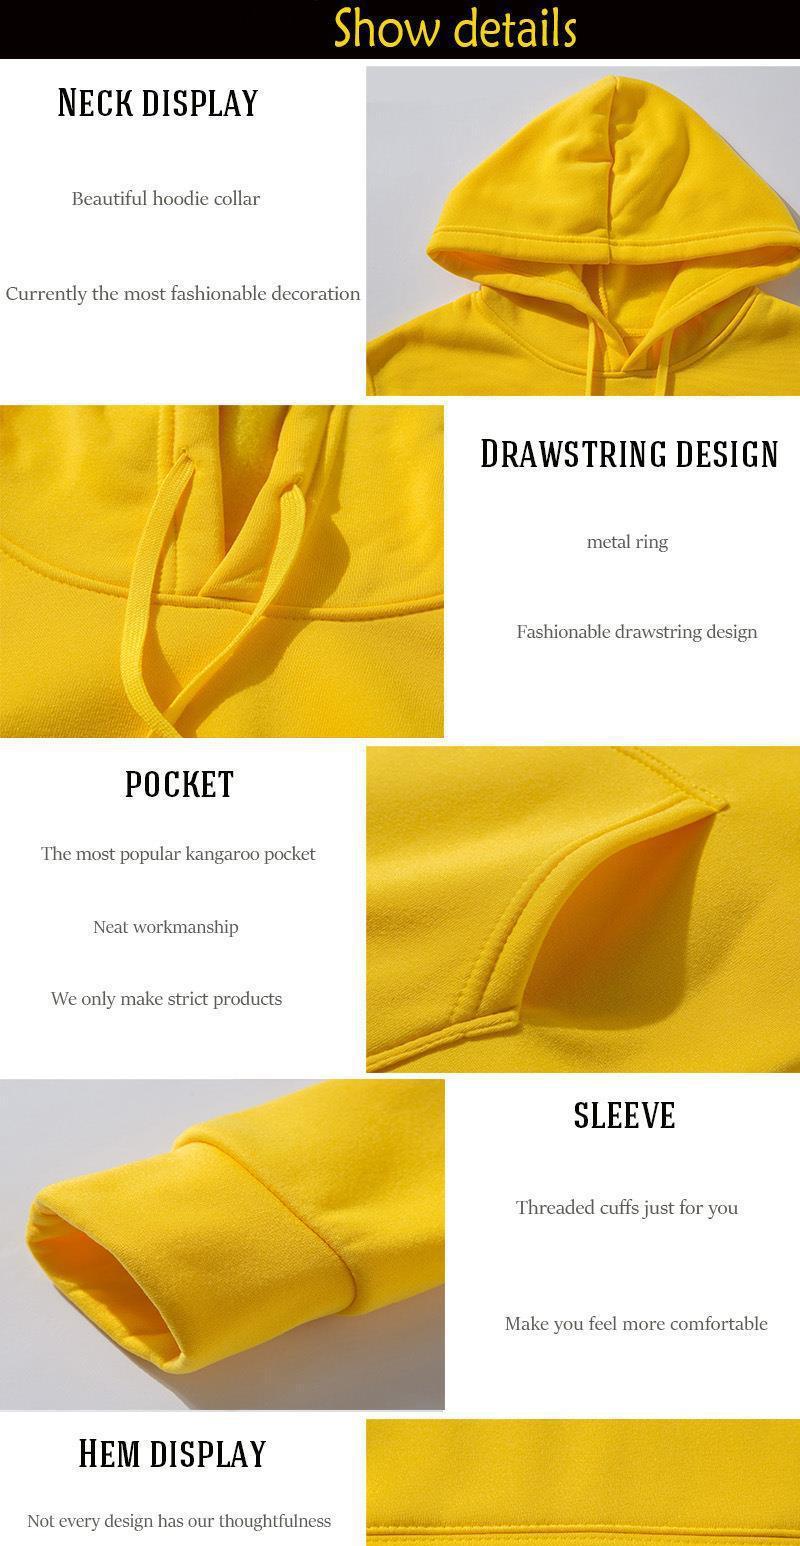 Show details
NECK DISPLAY
Beautiful hoodie collar
Currently the most fashionable decoration
DRAWSTRING DESIGN
metal ring
Fashionable drawstring design
POCKET
The most popular kangaroo pocket
Neat workmanship
We only make strict products
SLEEVE
Threaded cuffs just for you
Make you feel more comfortable
HEM DISPLAY
Not every design has our thoughtfulness